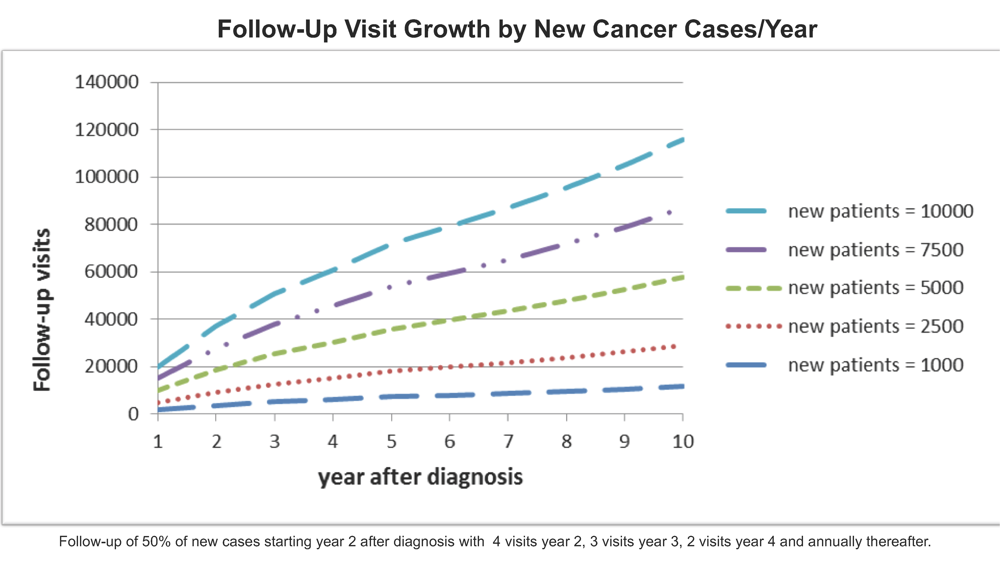 Follow-Up Visit Growth by New Cancer Cases/Year
140000
120000
100000
80000
60000
40000
20000
0
Follow-up visits
1 2 3 4 5 6 7 8 9 10
year after diagnosis
new patients = 10000
new patients = 7500
new patients = 5000
new patients = 2500
new patients = 1000
Follow-up of 50% of new cases starting year 2 after diagnosis with  4 visits year 2, 3 visits year 3, 2 visits year 4 and annually thereafter.